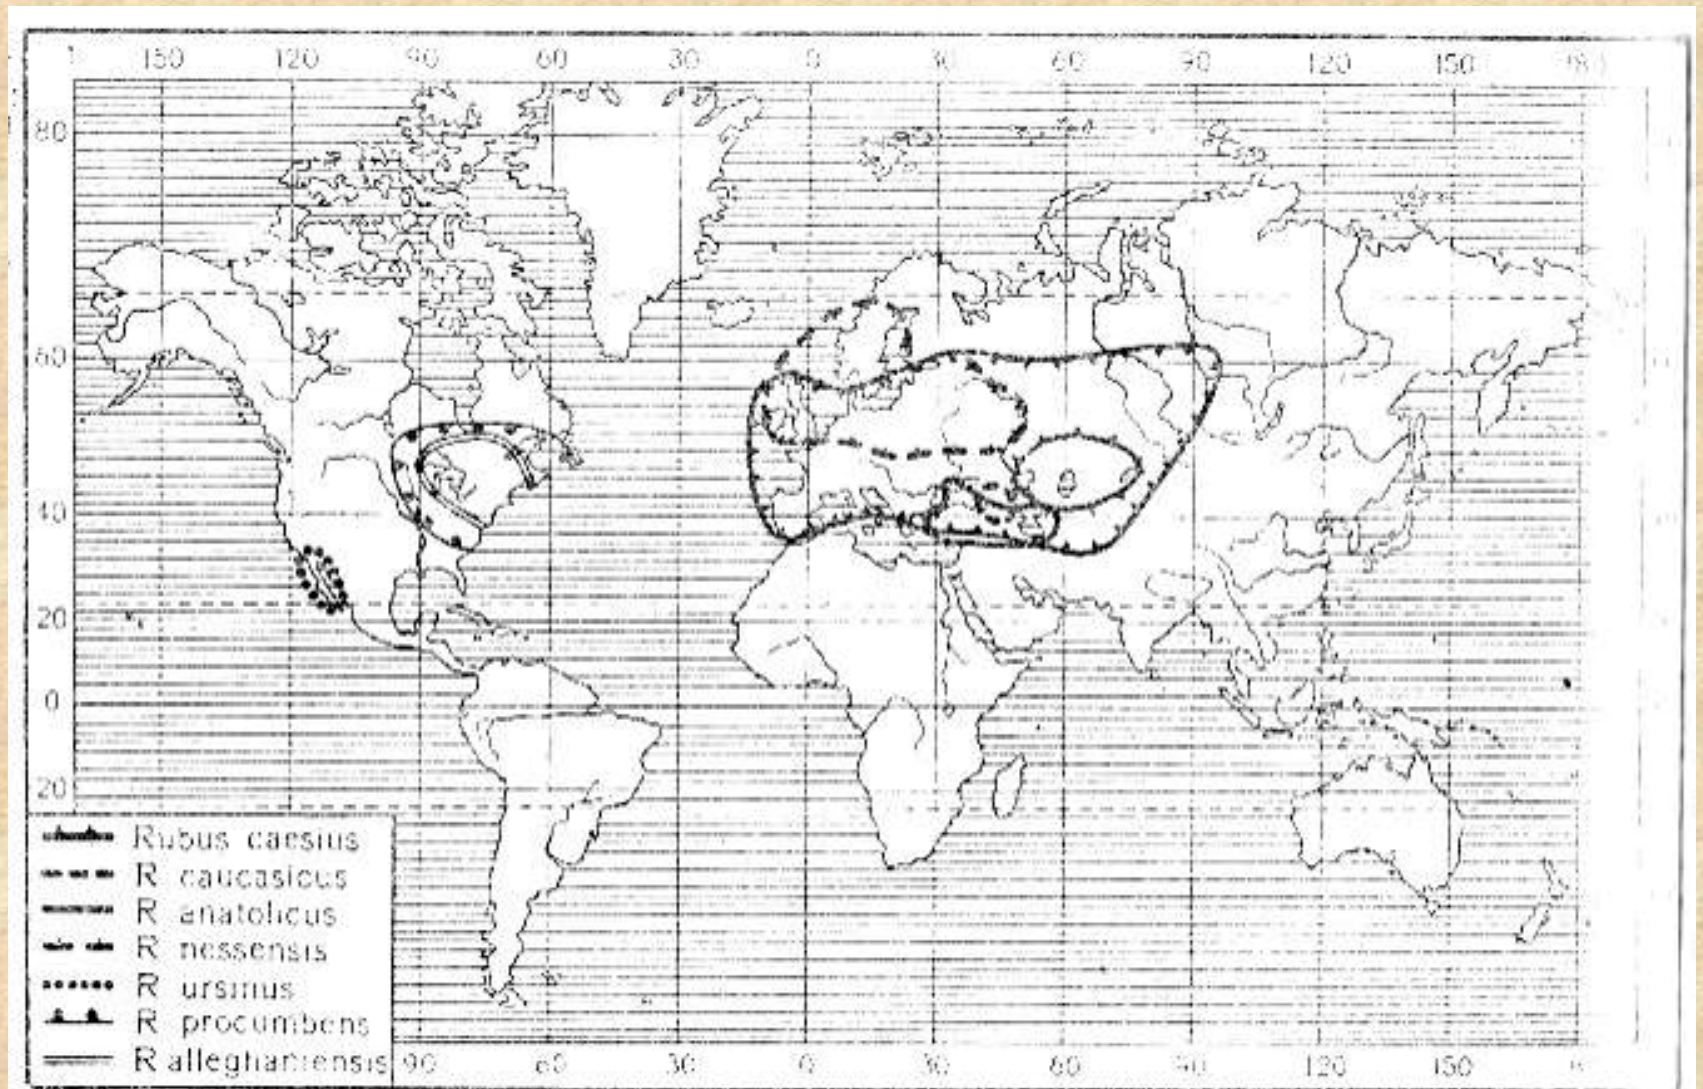 150 120 90 60 30 0 30 60 90 120 150 180
80
60
40
20
0
20
Rubus caesius
R caucasicus
R anatolicus
R nessensis
R ursinus
R procumbens
R alleghaniensis
90 60 30 0 30 60 90 120 150